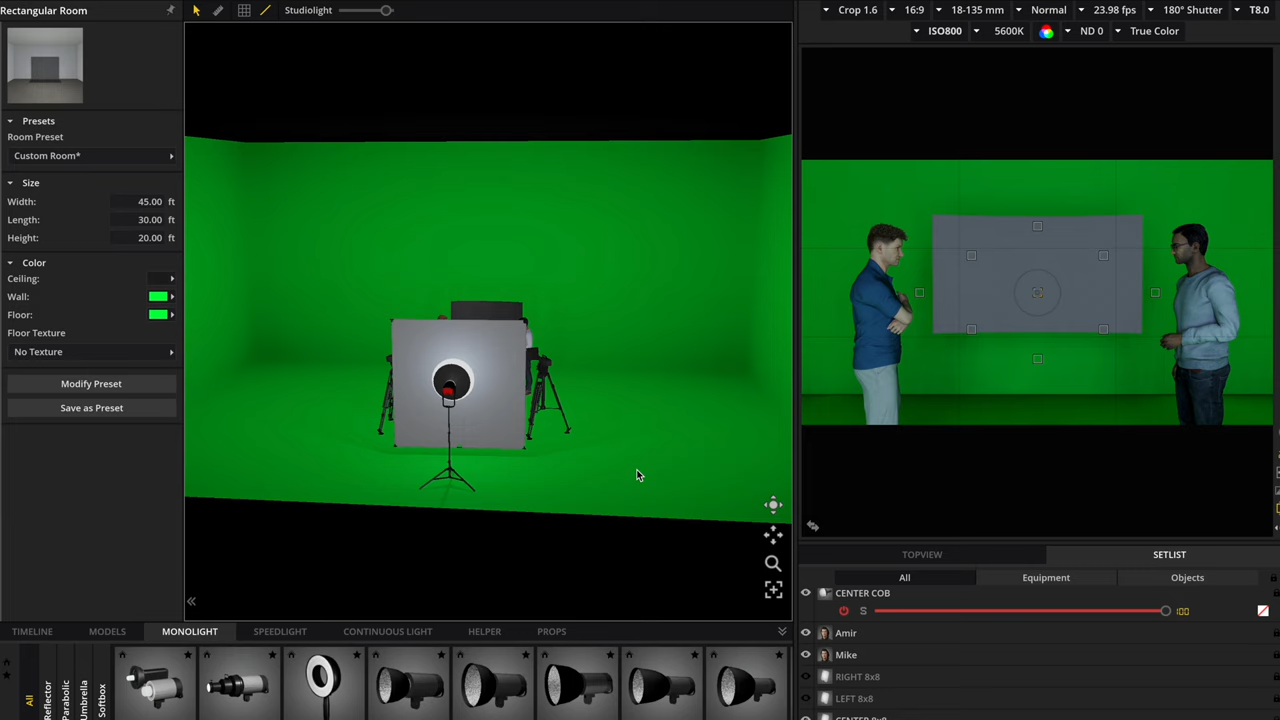 Rectangular Room
Presets
Room Preset
Custom Room*
Size
Width: 45.00 ft
Length: 30.00 ft
Height: 20.00 ft
Color
Ceiling:
Wall:
Floor:
Floor Texture
No Texture
Modify Preset
Save as Preset
Studiolight
Crop 1.6 16:9 18-135 mm Normal 23.98 fps 180° Shutter T8.0
ISO800 5600K ND 0 True Color
TOPVIEW SETLIST
All Equipment Objects
CENTER COB
S 100
Amir
Mike
RIGHT 8x8
LEFT 8x8
CENTER 8x8
TIMELINE MODELS MONOLIGHT SPEEDLIGHT CONTINUOUS LIGHT HELPER PROPS
All
Reflector
Parabolic
Umbrella
Softbox